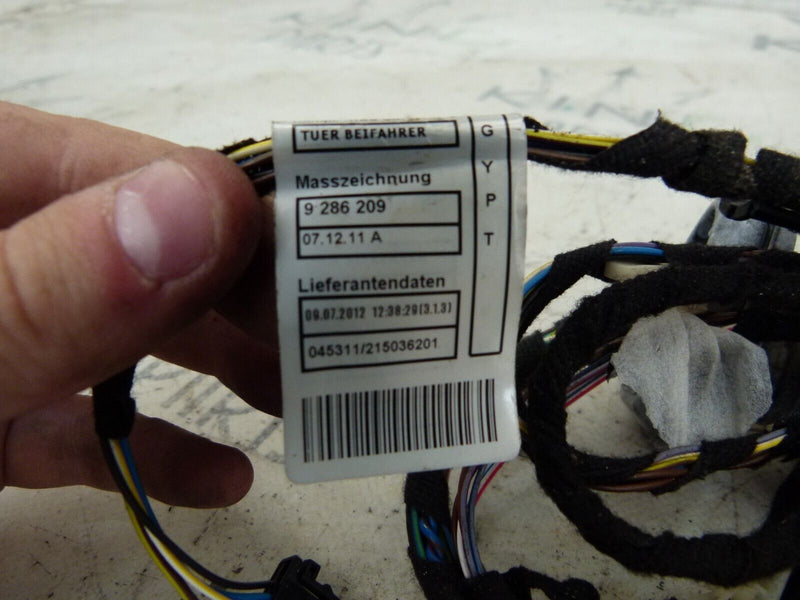 TUER BEIFAHRER
Masszeichnung
9 286 209
07.12.11 A
Lieferantendaten
09.07.2012 12:38:29(3.1.3)
045311/215036201
G
Y
P
T